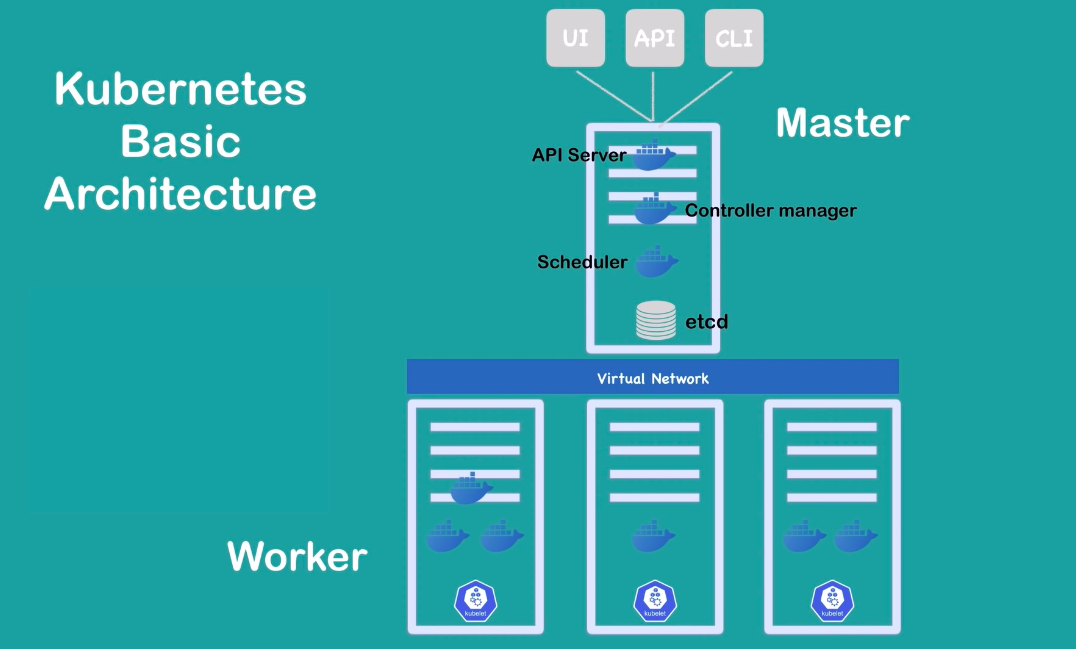 UI
API
CLI
Kubernetes
Basic
Architecture
Master
API Server
Controller manager
Scheduler
etcd
Virtual Network
Worker
kubelet
kubelet
kubelet